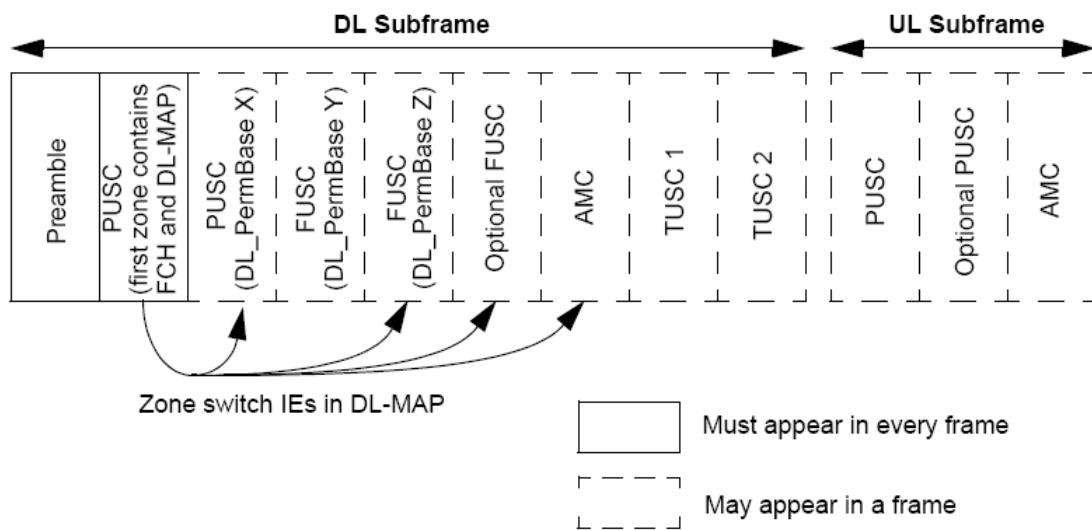 DL Subframe
UL Subframe
Preamble
PUSC
(first zone contains
FCH and DL-MAP)
PUSC
(DL_PermBase X)
FUSC
(DL_PermBase Y)
FUSC
(DL_PermBase Z)
Optional FUSC
AMC
TUSC 1
TUSC 2
PUSC
Optional PUSC
AMC
Zone switch IEs in DL-MAP
Must appear in every frame
May appear in a frame